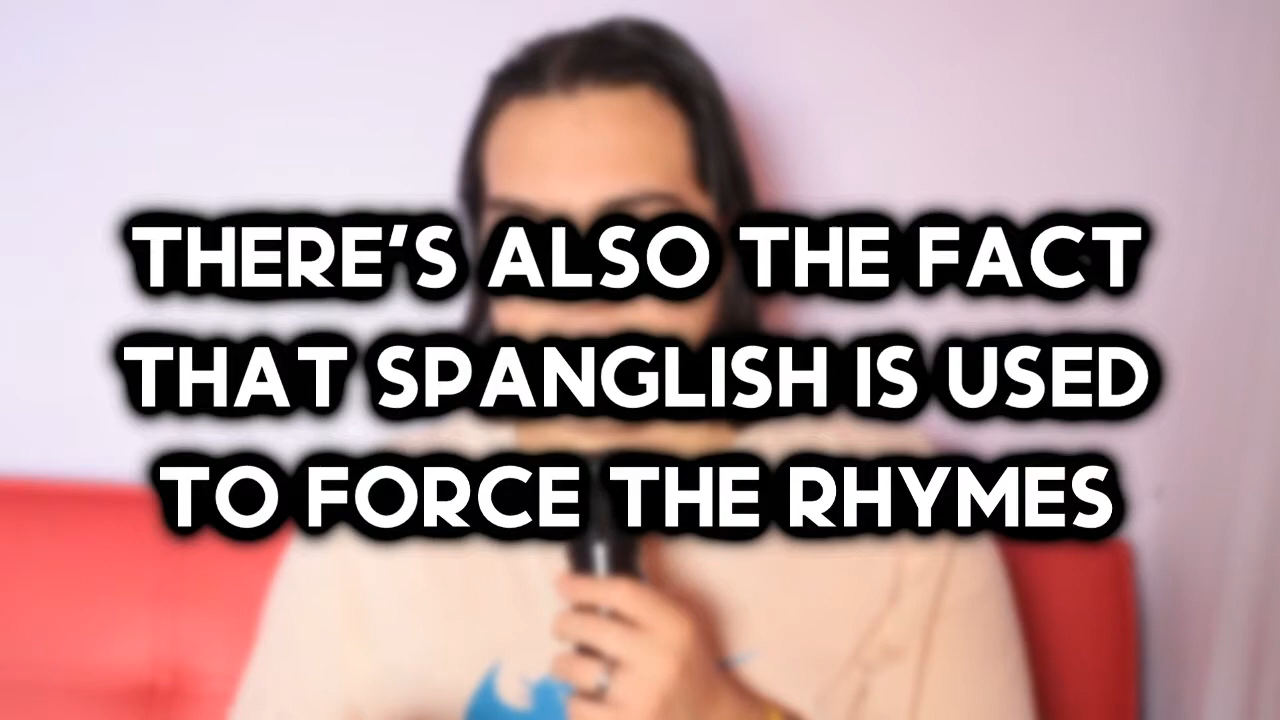 THERE'S ALSO THE FACT
THAT SPANGLISH IS USED
TO FORCE THE RHYMES